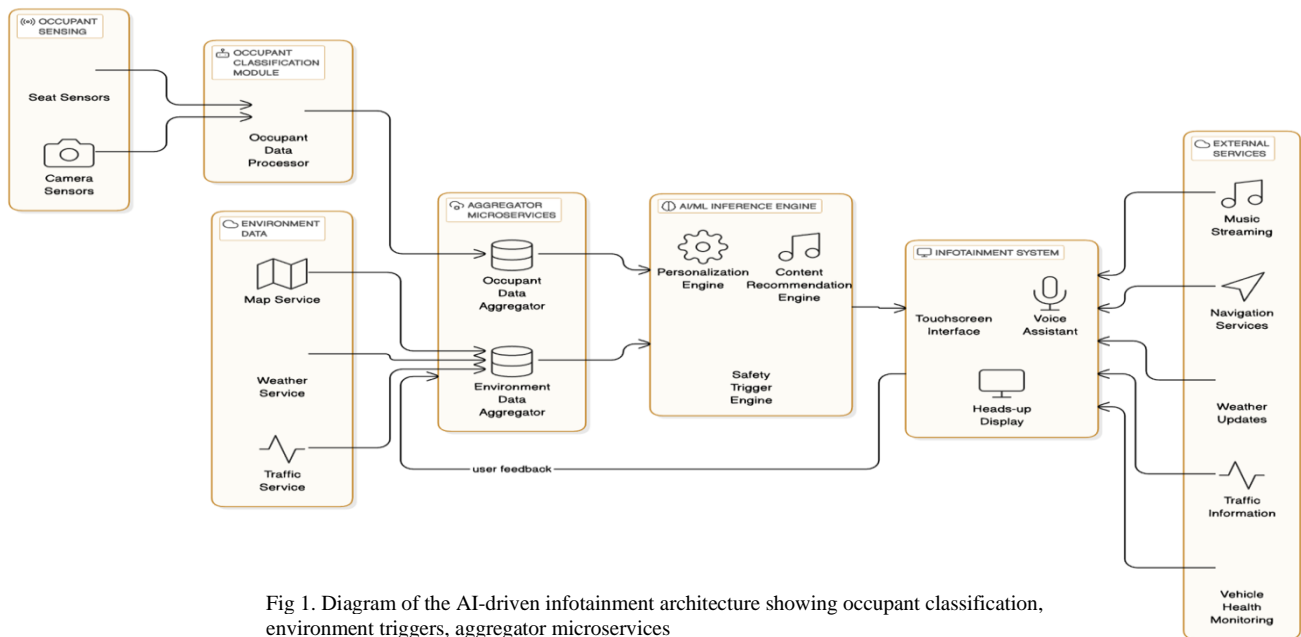 OCCUPANT
SENSING
Seat Sensors
Camera
Sensors
OCCUPANT
CLASSIFICATION
MODULE
Occupant
Data
Processor
ENVIRONMENT
DATA
Map Service
Weather
Service
Traffic
Service
AGGREGATOR
MICROSERVICES
Occupant
Data
Aggregator
Environment
Data
Aggregator
AI/ML INFERENCE ENGINE
Personalization
Engine
Content
Recommendation
Engine
Safety
Trigger
Engine
INFOTAINMENT SYSTEM
Touchscreen
Interface
Voice
Assistant
Heads-up
Display
user feedback
EXTERNAL
SERVICES
Music
Streaming
Navigation
Services
Weather
Updates
Traffic
Information
Vehicle
Health
Monitoring
Fig 1. Diagram of the AI-driven infotainment architecture showing occupant classification,
environment triggers, aggregator microservices